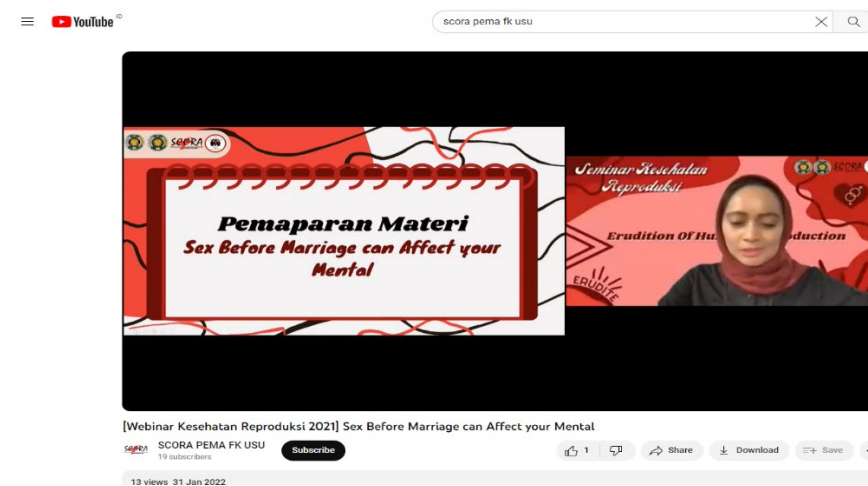 YouTube ID
scora pema fk usu
SCORA
Pemaparan Materi
Sex Before Marriage can Affect your
Mental
Seminar Kesehatan
Reproduksi
SCORA
Erudition Of Hu duction
ERUDITE
[Webinar Kesehatan Reproduksi 2021] Sex Before Marriage can Affect your Mental
SCORA
SCORA PEMA FK USU
19 subscribers
Subscribe
1
Share
Download
Save
13 views 31 Jan 2022